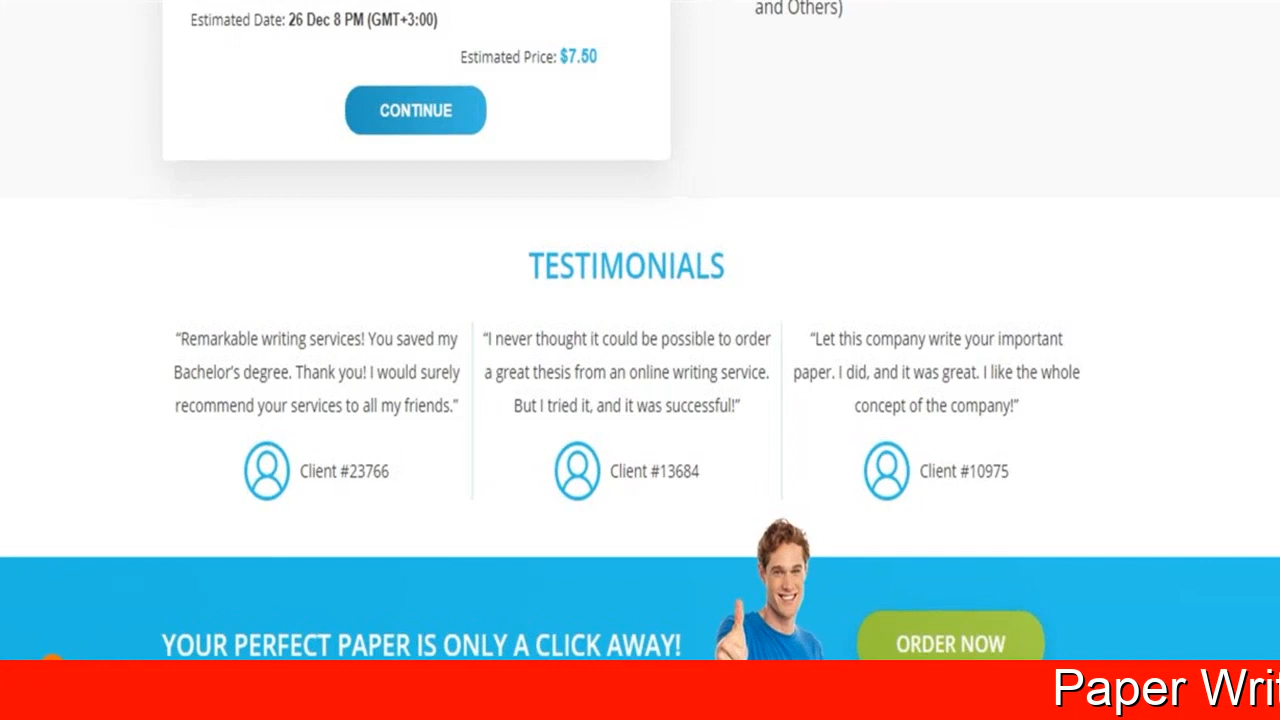 and Others)
Estimated Date: 26 Dec 8 PM (GMT+3:00)
Estimated Price: $7.50
CONTINUE
TESTIMONIALS
“Remarkable writing services! You saved my
Bachelor’s degree. Thank you! I would surely
recommend your services to all my friends.”
Client #23766
“I never thought it could be possible to order
a great thesis from an online writing service.
But I tried it, and it was successful!”
Client #13684
“Let this company write your important
paper. I did, and it was great. I like the whole
concept of the company!”
Client #10975
YOUR PERFECT PAPER IS ONLY A CLICK AWAY!
ORDER NOW
Paper Writ